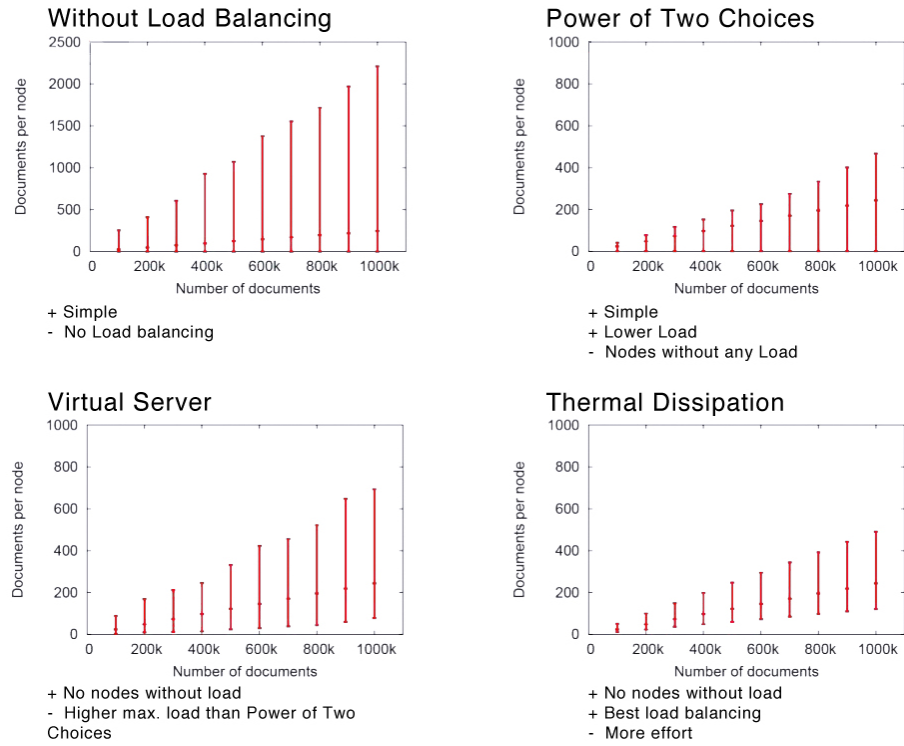 Without Load Balancing
2500
2000
1500
1000
500
0
Documents per node
0 200k 400k 600k 800k 1000k
Number of documents
+ Simple
- No Load balancing
Power of Two Choices
1000
800
600
400
200
0
Documents per node
0 200k 400k 600k 800k 1000k
Number of documents
+ Simple
+ Lower Load
- Nodes without any Load
Virtual Server
1000
800
600
400
200
0
Documents per node
0 200k 400k 600k 800k 1000k
Number of documents
+ No nodes without load
- Higher max. load than Power of Two
Choices
Thermal Dissipation
1000
800
600
400
200
0
Documents per node
0 200k 400k 600k 800k 1000k
Number of documents
+ No nodes without load
+ Best load balancing
- More effort